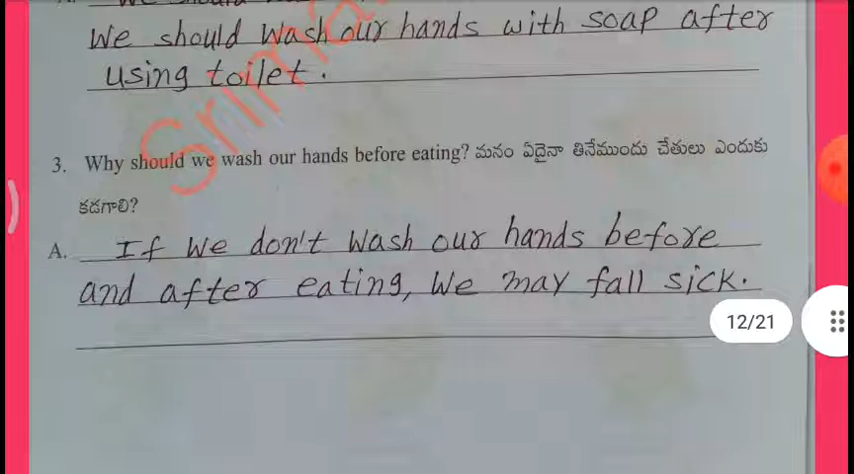 We should wash our hands with soap after
using toilet.
3. Why should we wash our hands before eating? మనం ఏదైనా తినేముందు చేతులు ఎందుకు
కడగాలి?
A. If we don't wash our hands before
and after eating, we may fall sick.
12/21